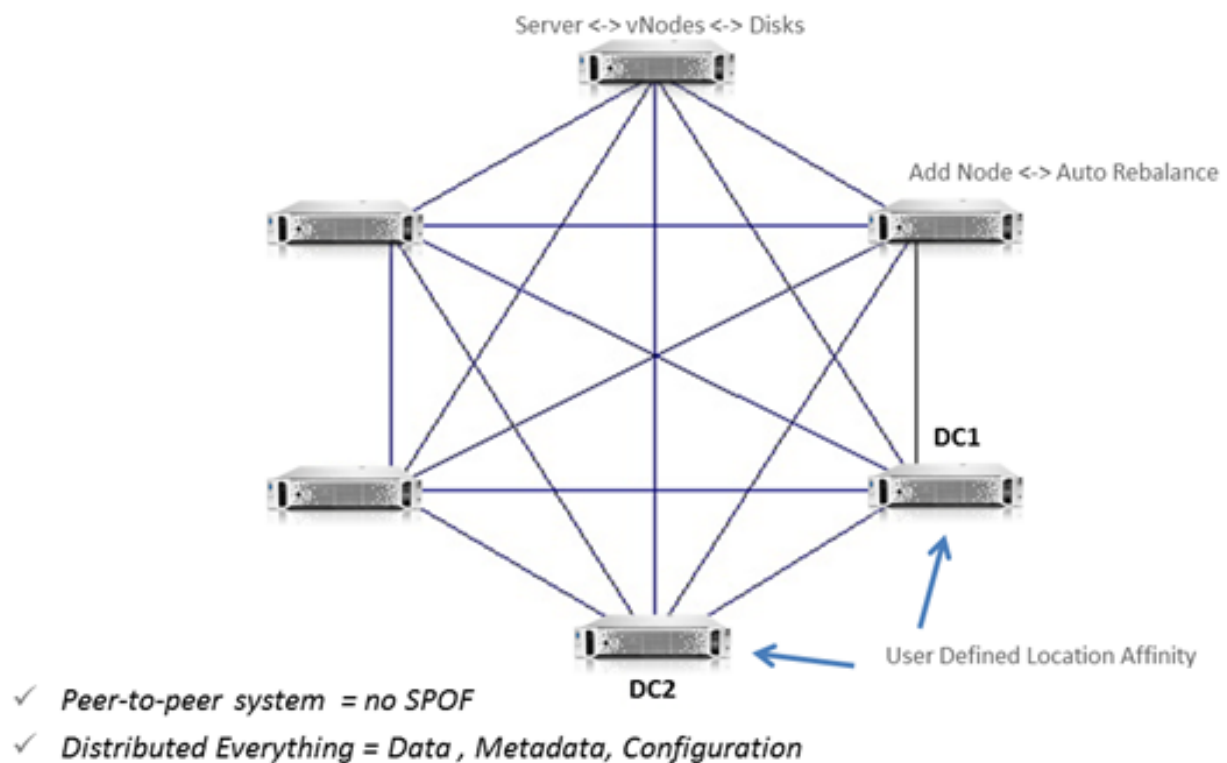 Server <-> vNodes <-> Disks
Add Node <-> Auto Rebalance
DC1
User Defined Location Affinity
DC2
✓ Peer-to-peer system = no SPOF
✓ Distributed Everything = Data , Metadata, Configuration